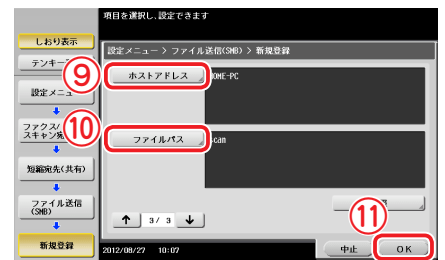 項目を選択し、設定できます
しおり表示
設定メニュー > ファイル送信(SMB) > 新規登録
テンキー
⑨
ホストアドレス
HOME-PC
設定メニュー
⑩
ファクス/
スキャン宛
ファイルパス
scan
短縮宛先(共有)
ファイル送信
(SMB)
⑪
↑ 3/ 3 ↓
新規登録
2012/08/27 10:07
中止
OK